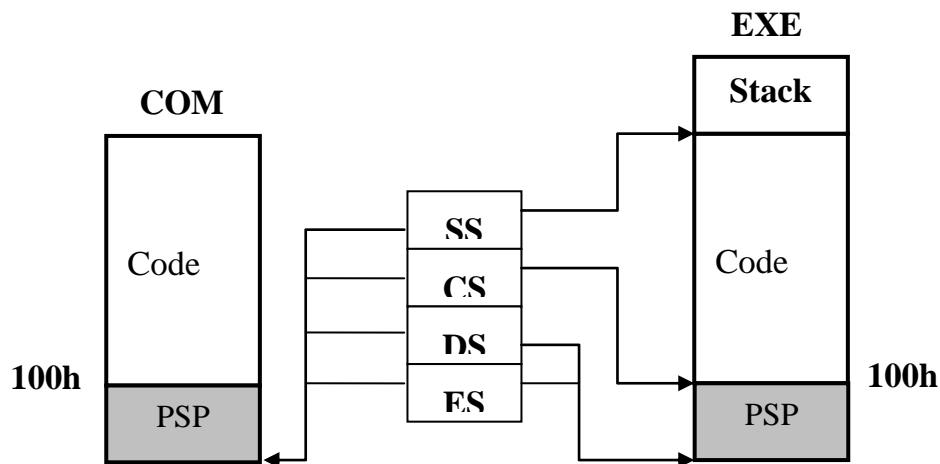 EXE
COM
Stack
SS
CS
DS
ES
Code
Code
100h
100h
PSP
PSP